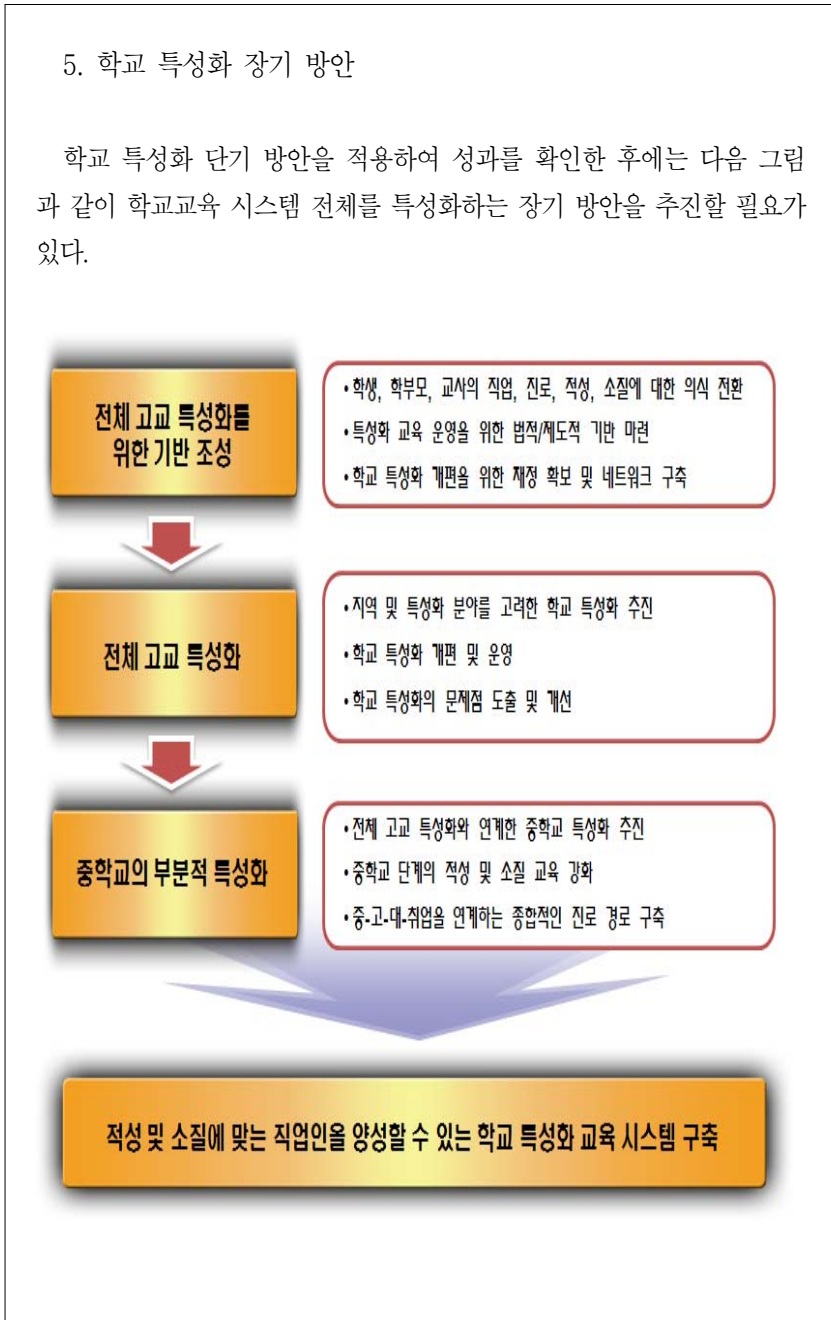 5. 학교 특성화 장기 방안
학교 특성화 단기 방안을 적용하여 성과를 확인한 후에는 다음 그림
과 같이 학교교육 시스템 전체를 특성화하는 장기 방안을 추진할 필요가
있다.
전체 고교 특성화를
위한 기반 조성
•학생, 학부모, 교사의 직업, 진로, 적성, 소질에 대한 의식 전환
•특성화 교육 운영을 위한 법적/제도적 기반 마련
•학교 특성화 개편을 위한 재정 확보 및 네트워크 구축
전체 고교 특성화
•지역 및 특성화 분야를 고려한 학교 특성화 추진
•학교 특성화 개편 및 운영
•학교 특성화의 문제점 도출 및 개선
중학교의 부분적 특성화
•전체 고교 특성화와 연계한 중학교 특성화 추진
•중학교 단계의 적성 및 소질 교육 강화
•중-고-대-취업을 연계하는 종합적인 진로 경로 구축
적성 및 소질에 맞는 직업인을 양성할 수 있는 학교 특성화 교육 시스템 구축